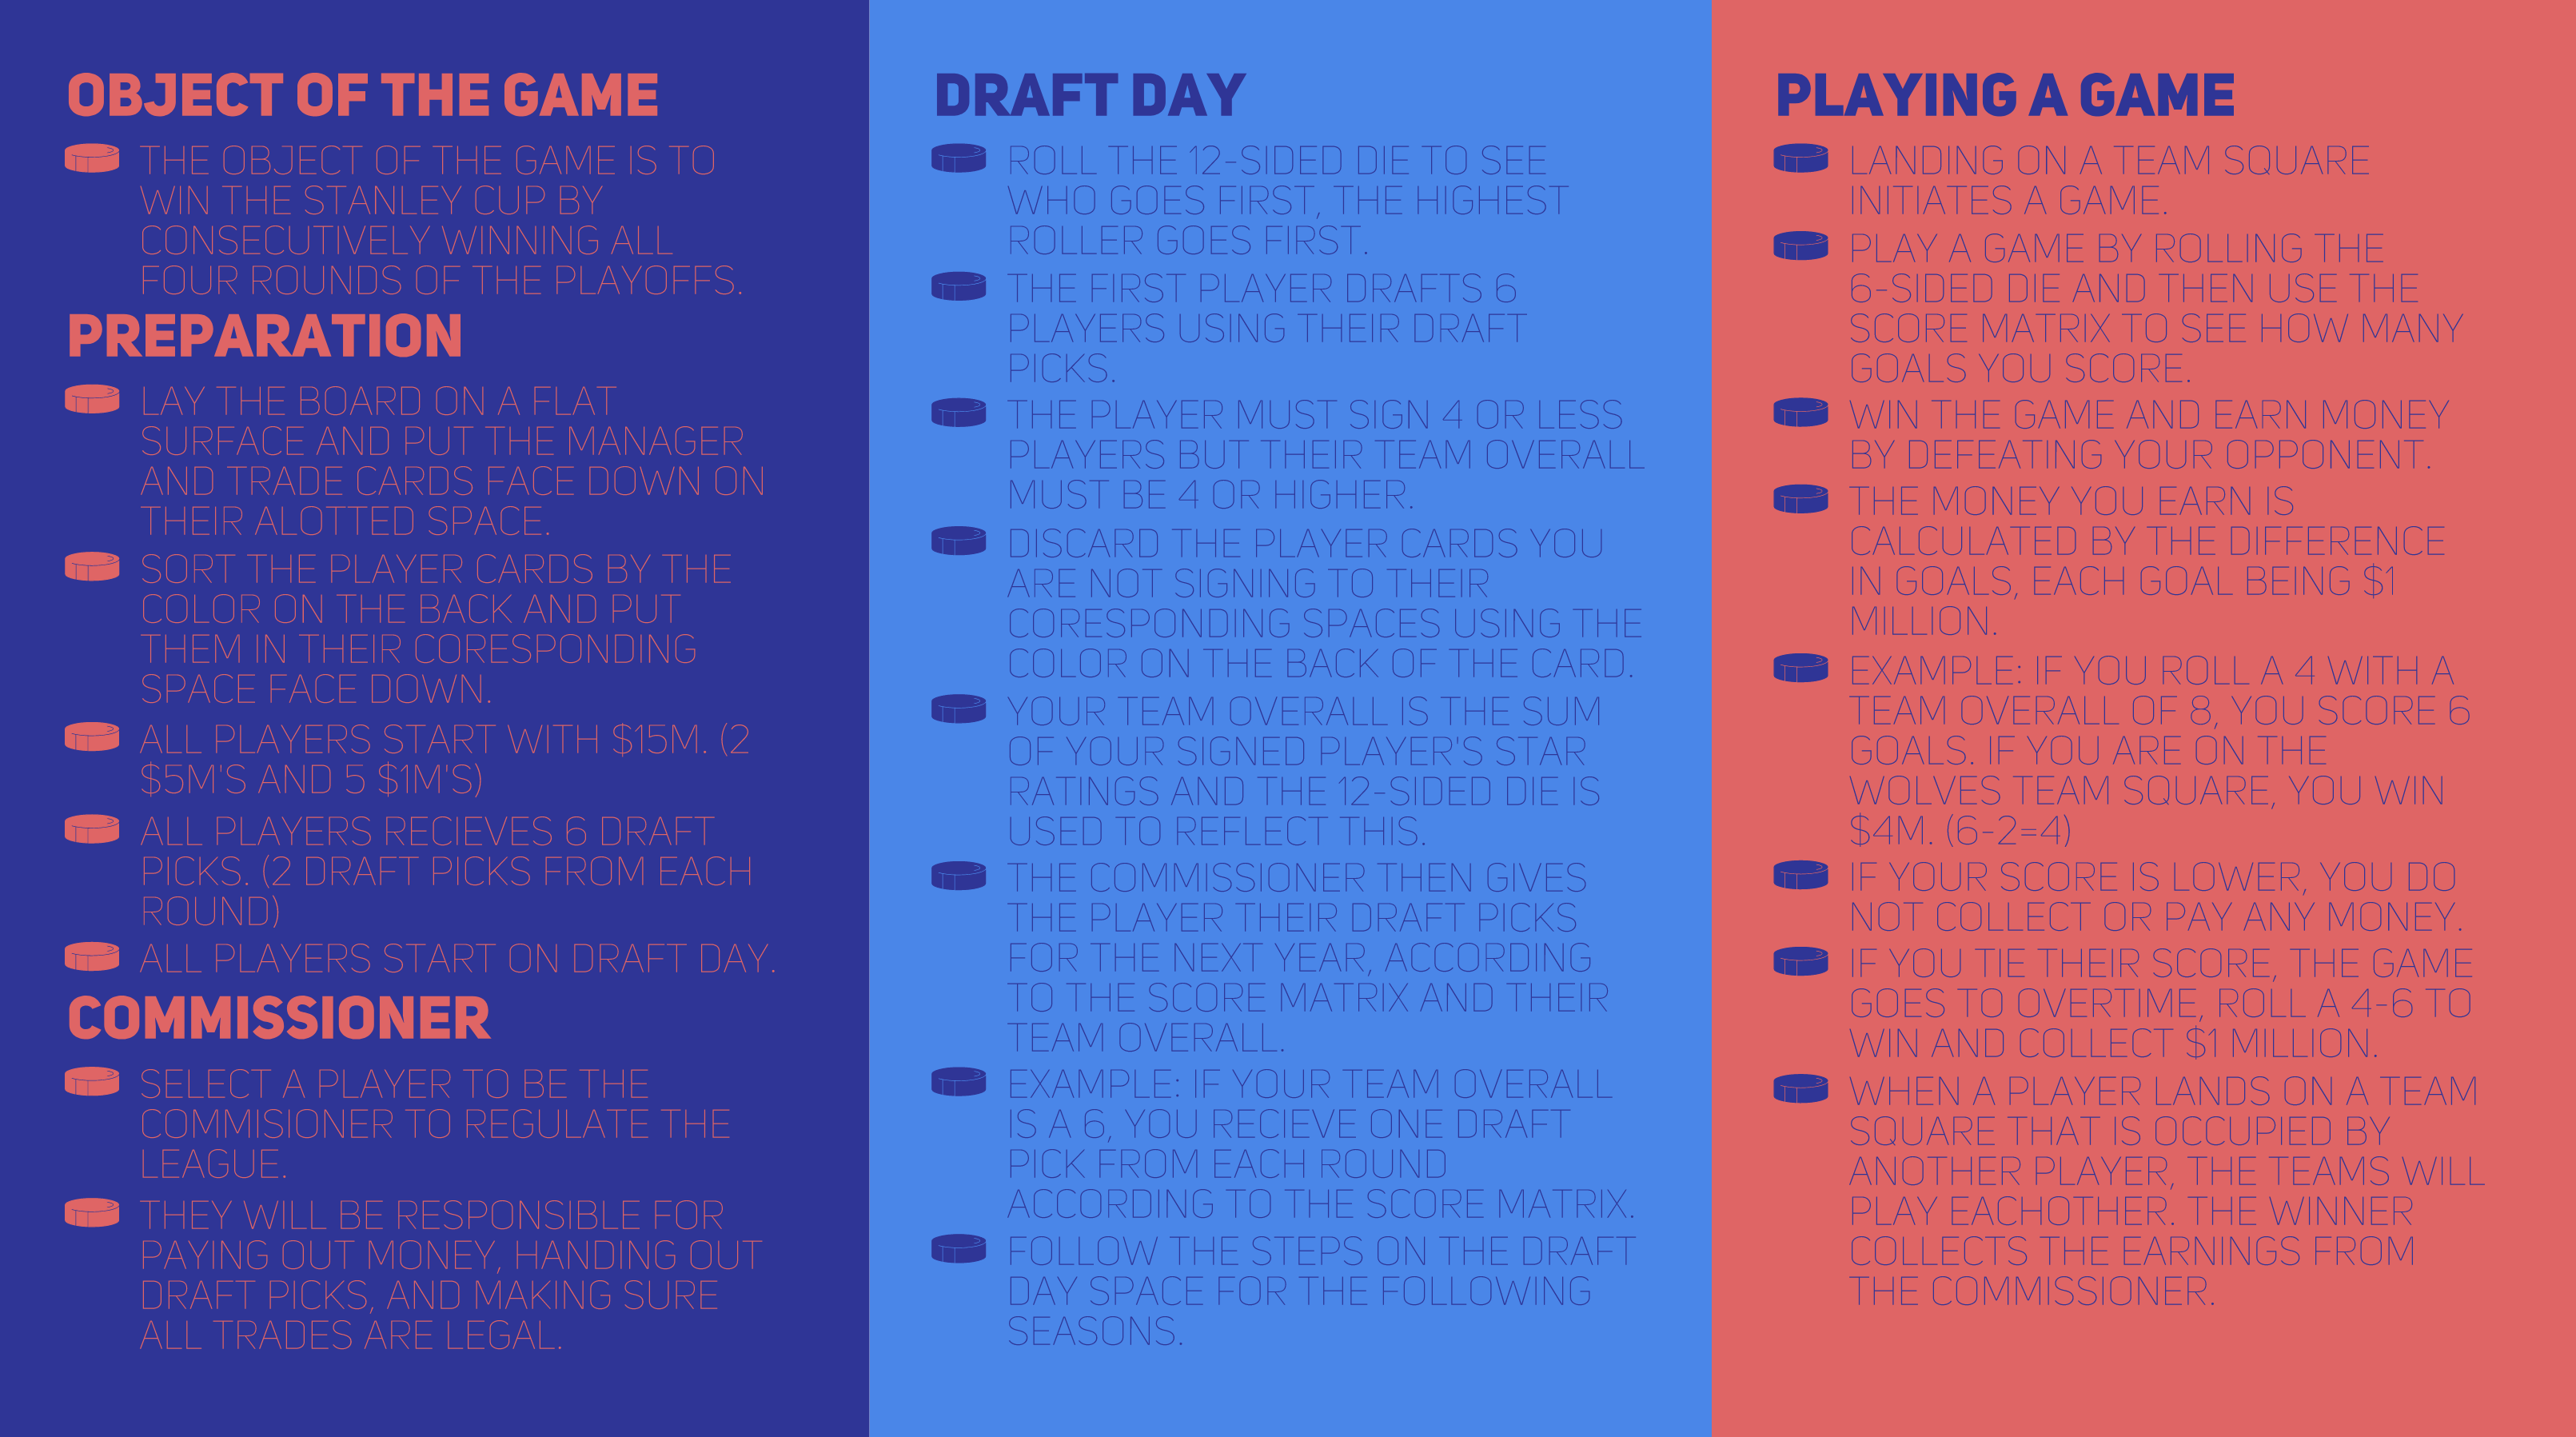 OBJECT OF THE GAME
THE OBJECT OF THE GAME IS TO
WIN THE STANLEY CUP BY
CONSECUTIVELY WINNING ALL
FOUR ROUNDS OF THE PLAYOFFS.
PREPARATION
LAY THE BOARD ON A FLAT
SURFACE AND PUT THE MANAGER
AND TRADE CARDS FACE DOWN ON
THEIR ALOTTED SPACE.
SORT THE PLAYER CARDS BY THE
COLOR ON THE BACK AND PUT
THEM IN THEIR CORESPONDING
SPACE FACE DOWN.
ALL PLAYERS START WITH $15M. (2
$5M'S AND 5 $1M'S)
ALL PLAYERS RECIEVES 6 DRAFT
PICKS. (2 DRAFT PICKS FROM EACH
ROUND)
ALL PLAYERS START ON DRAFT DAY.
COMMISSIONER
SELECT A PLAYER TO BE THE
COMMISIONER TO REGULATE THE
LEAGUE.
THEY WILL BE RESPONSIBLE FOR
PAYING OUT MONEY, HANDING OUT
DRAFT PICKS, AND MAKING SURE
ALL TRADES ARE LEGAL.
DRAFT DAY
ROLL THE 12-SIDED DIE TO SEE
WHO GOES FIRST, THE HIGHEST
ROLLER GOES FIRST.
THE FIRST PLAYER DRAFTS 6
PLAYERS USING THEIR DRAFT
PICKS.
THE PLAYER MUST SIGN 4 OR LESS
PLAYERS BUT THEIR TEAM OVERALL
MUST BE 4 OR HIGHER.
DISCARD THE PLAYER CARDS YOU
ARE NOT SIGNING TO THEIR
CORESPONDING SPACES USING THE
COLOR ON THE BACK OF THE CARD.
YOUR TEAM OVERALL IS THE SUM
OF YOUR SIGNED PLAYER'S STAR
RATINGS AND THE 12-SIDED DIE IS
USED TO REFLECT THIS.
THE COMMISSIONER THEN GIVES
THE PLAYER THEIR DRAFT PICKS
FOR THE NEXT YEAR, ACCORDING
TO THE SCORE MATRIX AND THEIR
TEAM OVERALL.
EXAMPLE: IF YOUR TEAM OVERALL
IS A 6, YOU RECIEVE ONE DRAFT
PICK FROM EACH ROUND
ACCORDING TO THE SCORE MATRIX.
FOLLOW THE STEPS ON THE DRAFT
DAY SPACE FOR THE FOLLOWING
SEASONS.
PLAYING A GAME
LANDING ON A TEAM SQUARE
INITIATES A GAME.
PLAY A GAME BY ROLLING THE
6-SIDED DIE AND THEN USE THE
SCORE MATRIX TO SEE HOW MANY
GOALS YOU SCORE.
WIN THE GAME AND EARN MONEY
BY DEFEATING YOUR OPPONENT.
THE MONEY YOU EARN IS
CALCULATED BY THE DIFFERENCE
IN GOALS, EACH GOAL BEING $1
MILLION.
EXAMPLE: IF YOU ROLL A 4 WITH A
TEAM OVERALL OF 8, YOU SCORE 6
GOALS. IF YOU ARE ON THE
WOLVES TEAM SQUARE, YOU WIN
$4M. (6-2=4)
IF YOUR SCORE IS LOWER, YOU DO
NOT COLLECT OR PAY ANY MONEY.
IF YOU TIE THEIR SCORE, THE GAME
GOES TO OVERTIME, ROLL A 4-6 TO
WIN AND COLLECT $1 MILLION.
WHEN A PLAYER LANDS ON A TEAM
SQUARE THAT IS OCCUPIED BY
ANOTHER PLAYER, THE TEAMS WILL
PLAY EACHOTHER. THE WINNER
COLLECTS THE EARNINGS FROM
THE COMMISSIONER.